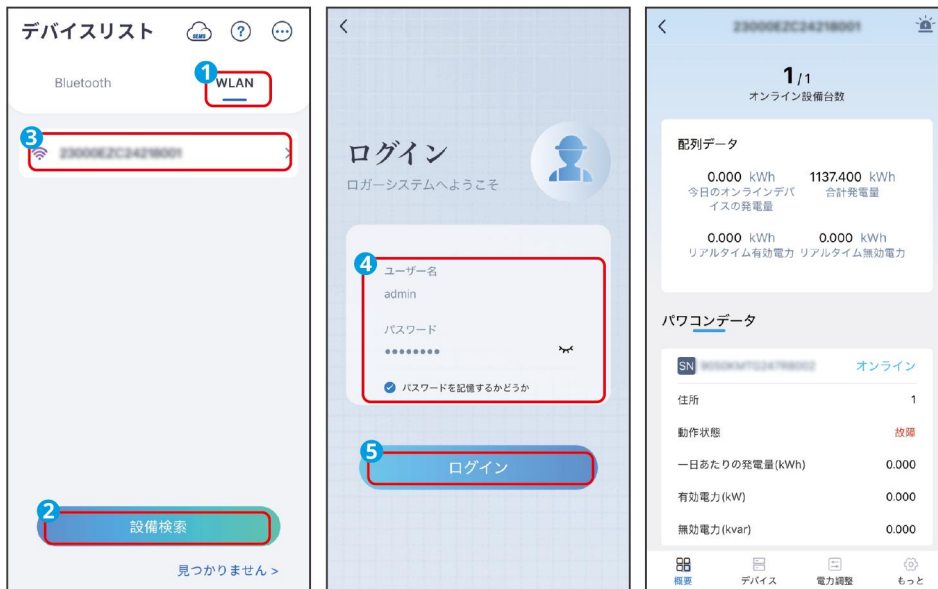 デバイスリスト
DEMO
?
Bluetooth
1
WLAN
3
23000EZC24218001
2
設備検索
見つかりません >
ログイン
ロガーシステムへようこそ
4
ユーザー名
admin
パスワード
パスワードを記憶するかどうか
5
ログイン
23000EZC24218001
1/1
オンライン設備台数
配列データ
0.000 kWh 1137.400 kWh
今日のオンラインデバ 合計発電量
イスの発電量
0.000 kWh 0.000 kWh
リアルタイム有効電力 リアルタイム無効電力
パワコンデータ
SN オンライン
住所 1
動作状態 故障
一日あたりの発電量(kWh) 0.000
有効電力(kW) 0.000
無効電力(kvar) 0.000
概要 デバイス 電力調整 もっと